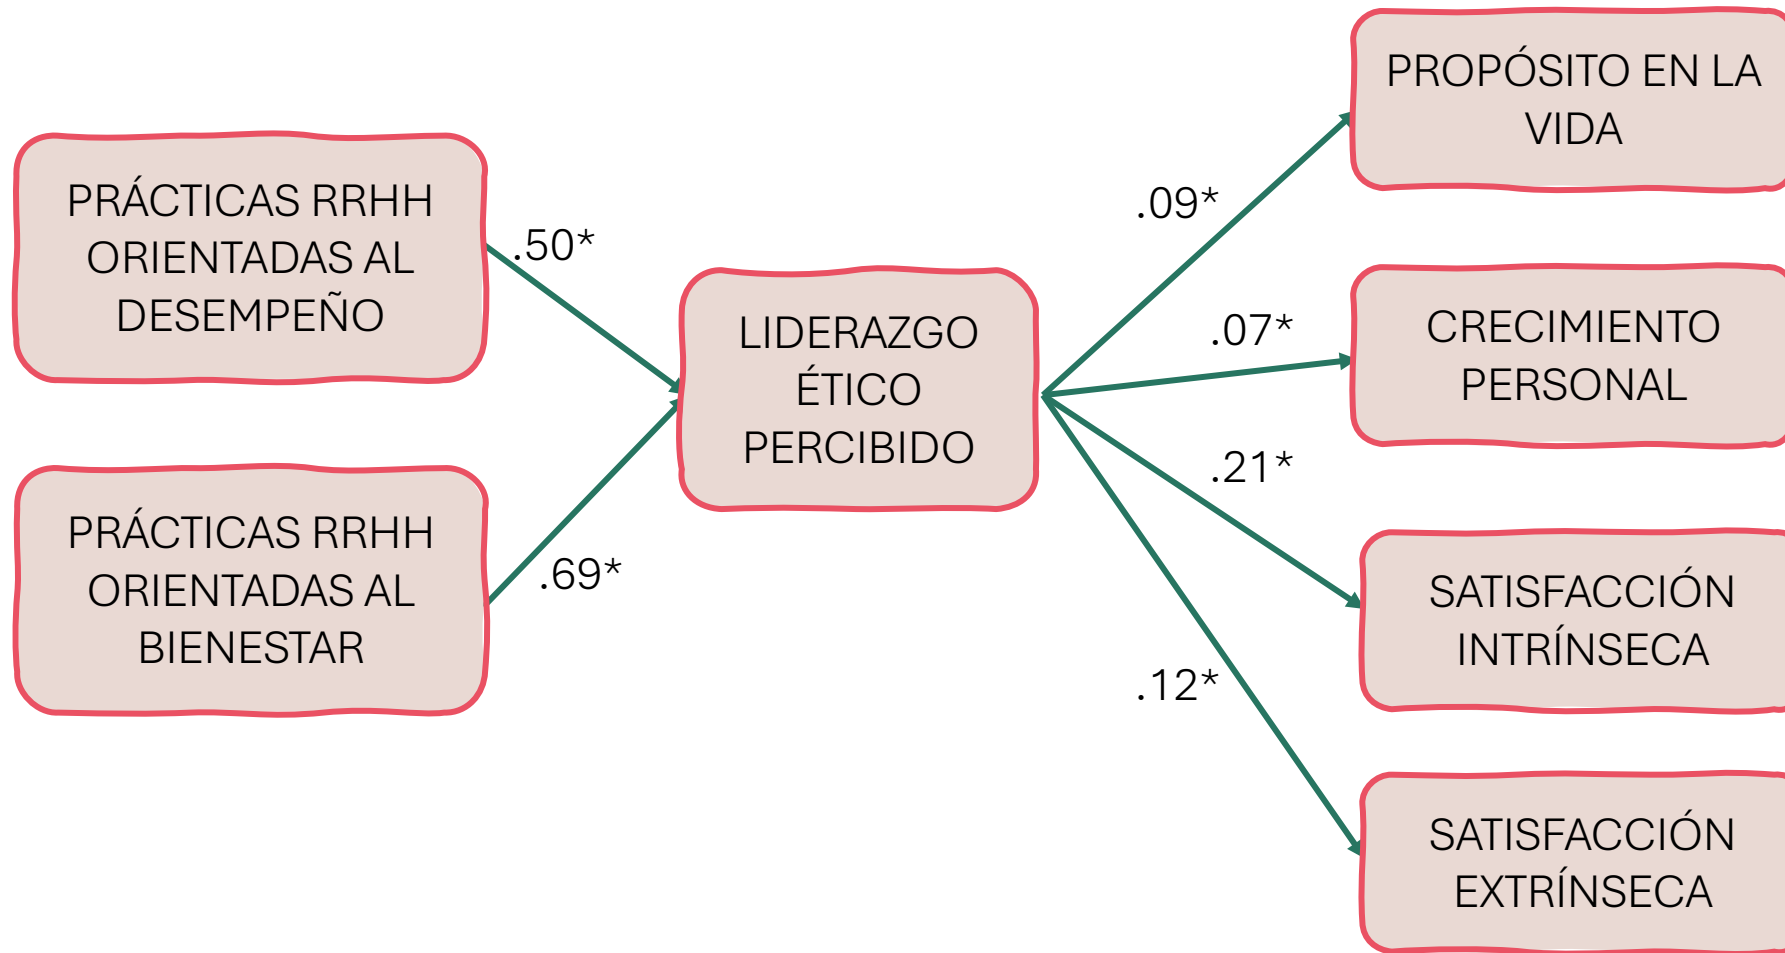 PRÁCTICAS RRHH
ORIENTADAS AL
DESEMPEÑO
.50*
PRÁCTICAS RRHH
ORIENTADAS AL
BIENESTAR
.69*
LIDERAZGO
ÉTICO
PERCIBIDO
.09*
.07*
.21*
.12*
PROPÓSITO EN LA
VIDA
CRECIMIENTO
PERSONAL
SATISFACCIÓN
INTRÍNSECA
SATISFACCIÓN
EXTRÍNSECA